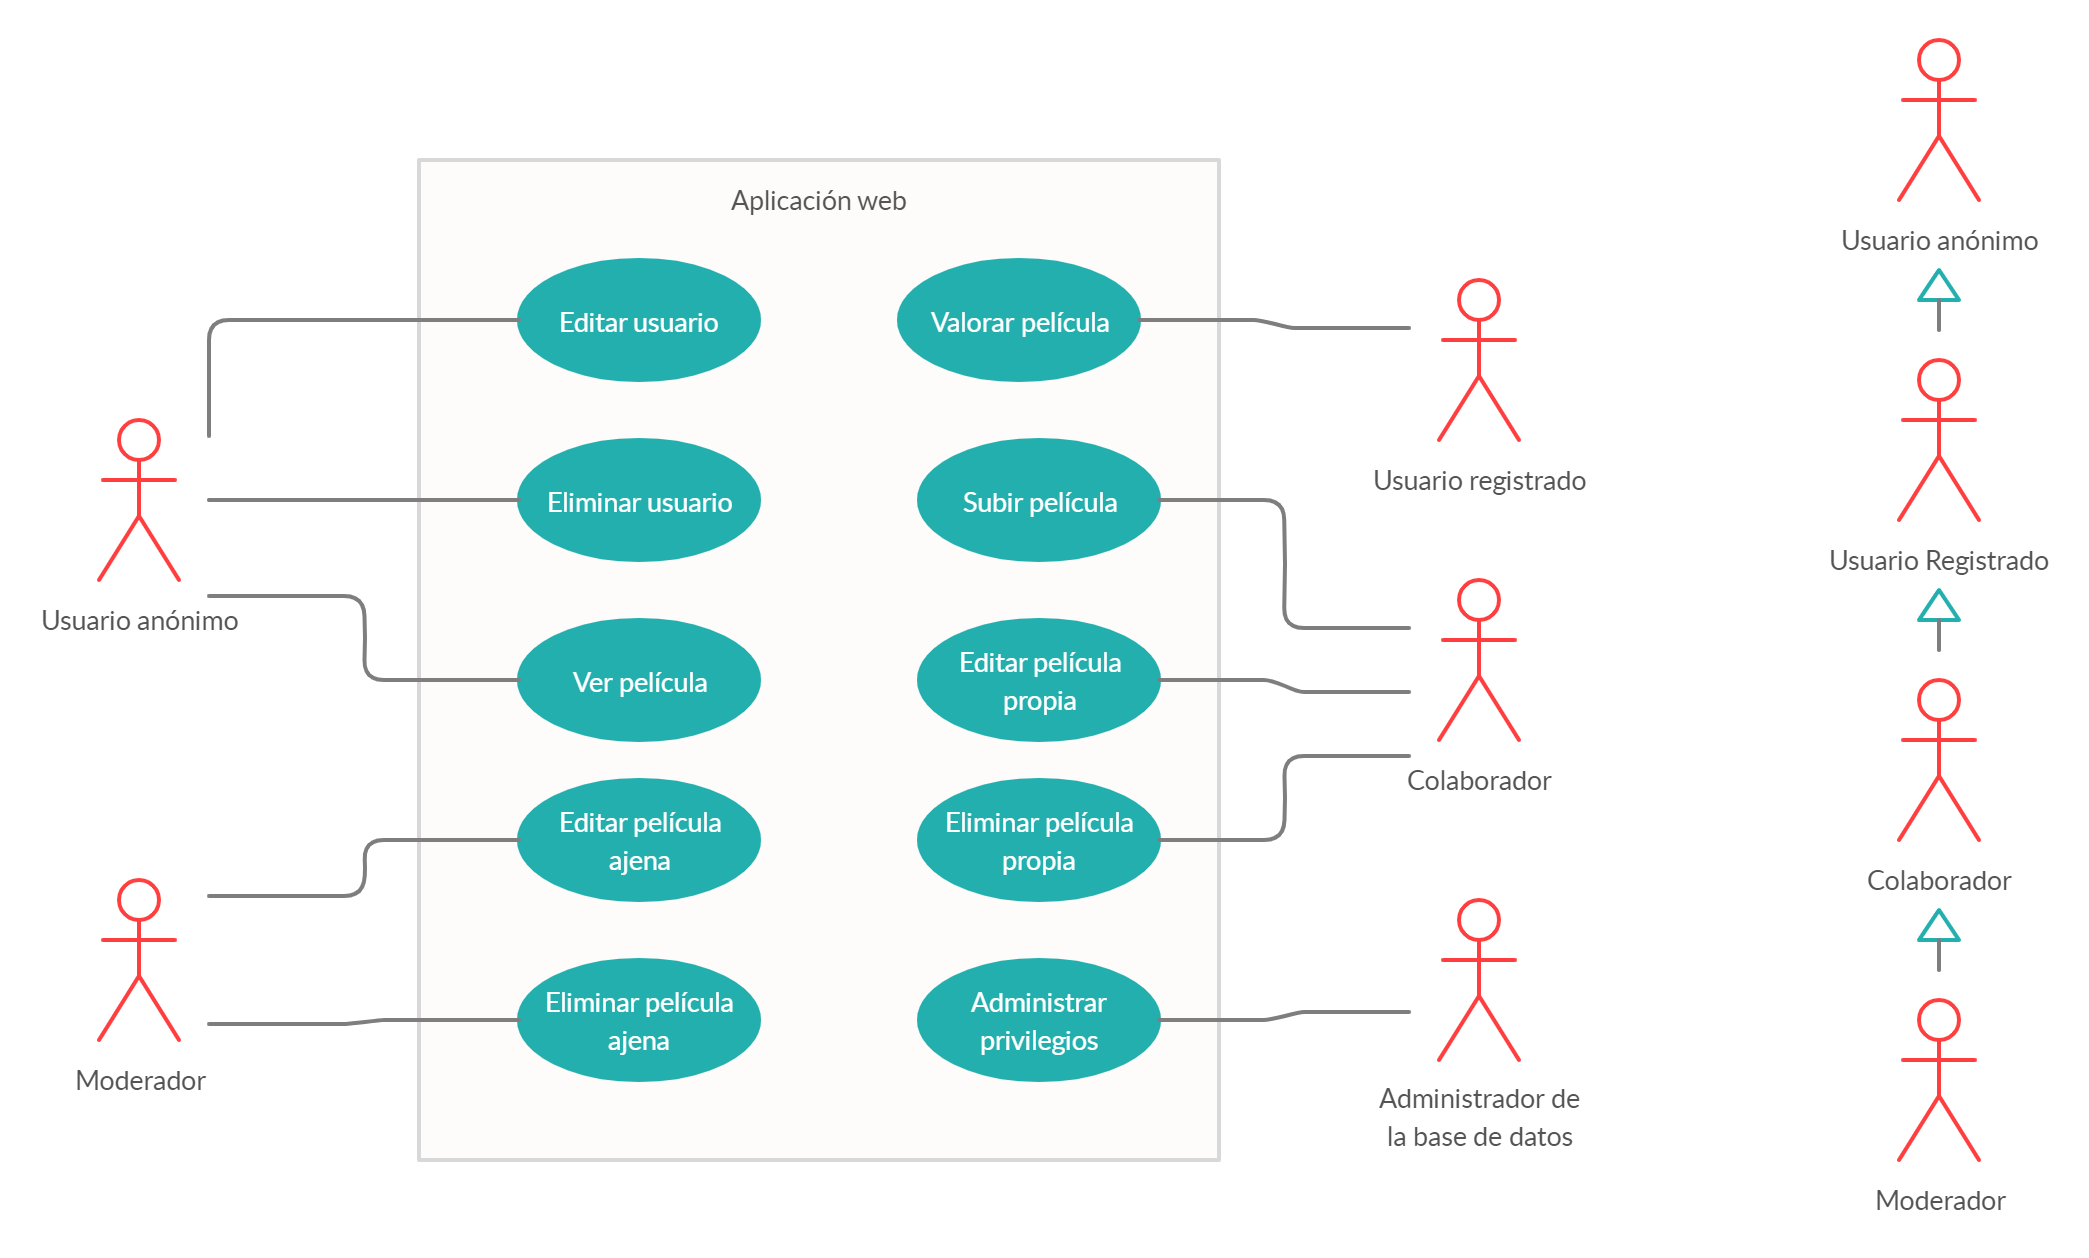 Aplicación web
Editar usuario
Eliminar usuario
Ver película
Editar película
ajena
Eliminar película
ajena
Valorar película
Subir película
Editar película
propia
Eliminar película
propia
Administrar
privilegios
Usuario anónimo
Moderador
Usuario registrado
Colaborador
Administrador de
la base de datos
Usuario anónimo
Usuario Registrado
Colaborador
Moderador